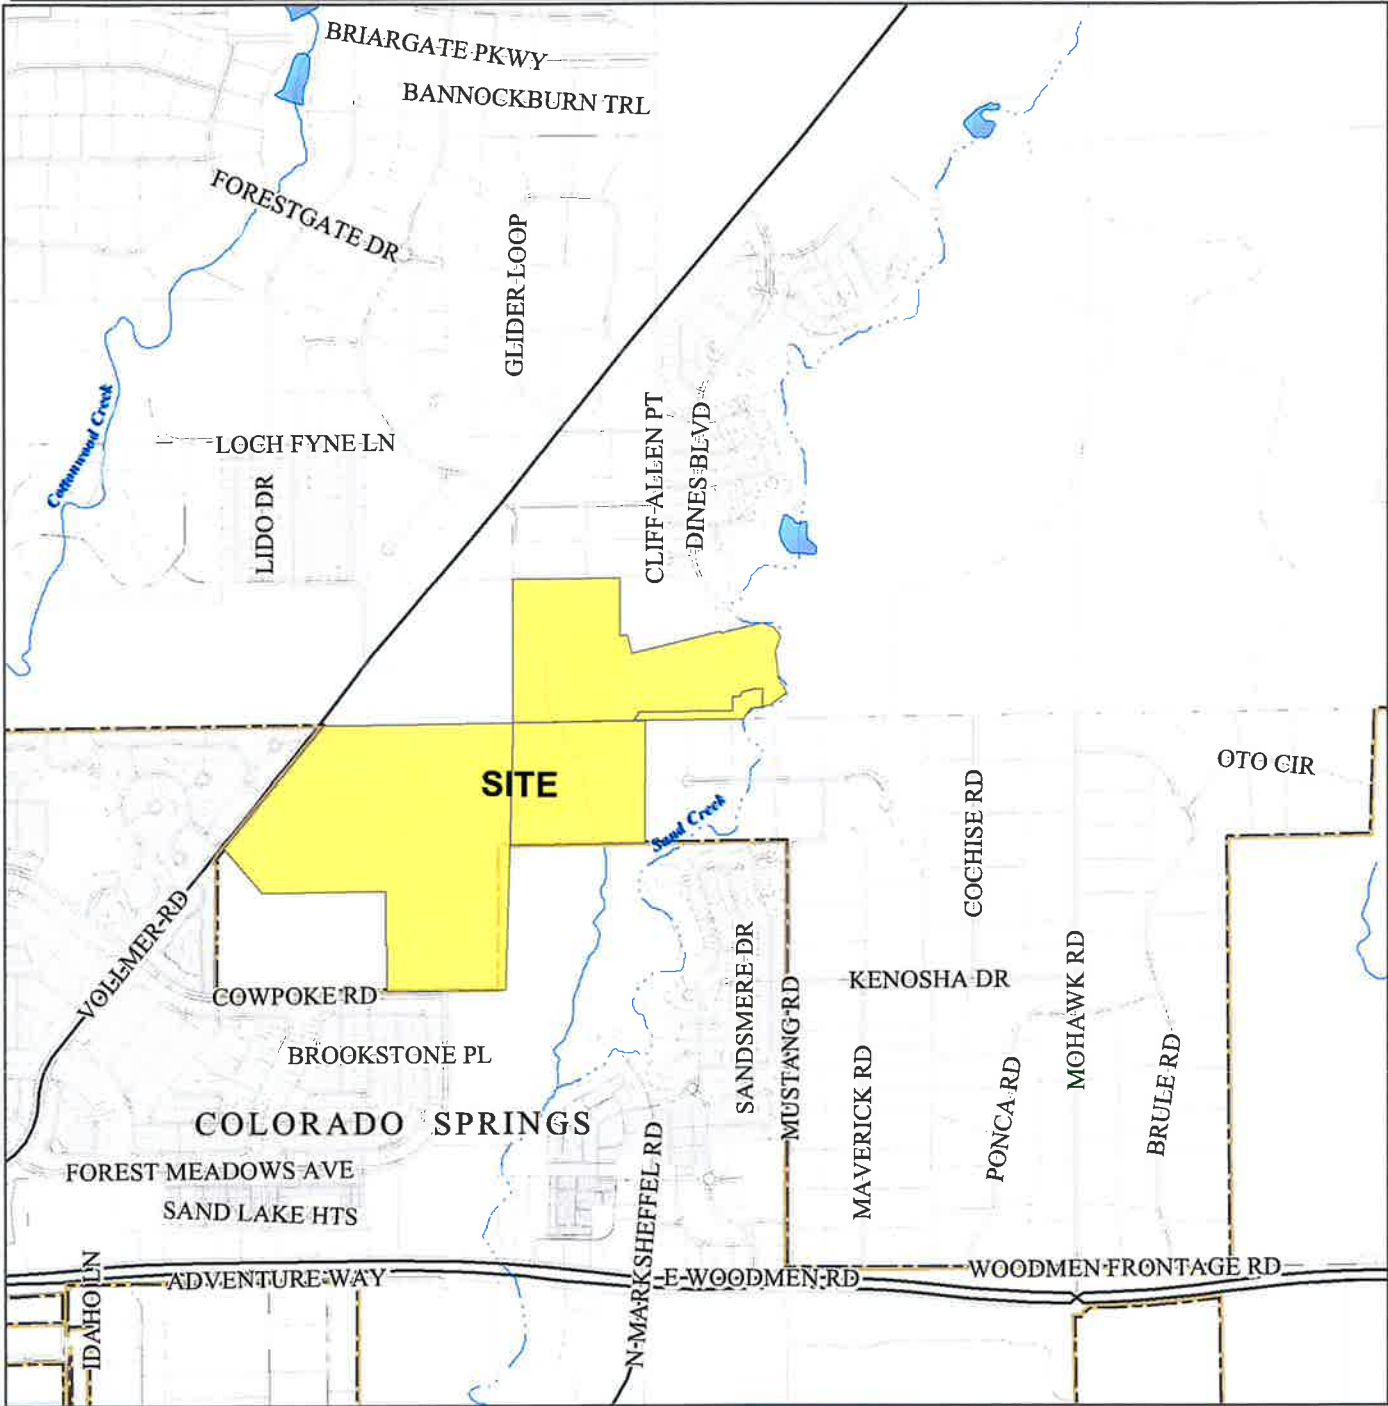 BRIARGATE PKWY
BANNOCKBURN TRL
FORESTGATE DR
GLIDER LOOP
Cottonwood Creek
LOCH FYNE LN
LIDO DR
CLIFF ALLEN PT
DINES BLVD
SITE
Sand Creek
OTO CIR
COCHISE RD
VOLLMER RD
COWPOKE RD
SANDSMERE DR
MUSTANG RD
KENOSHA DR
MOHAWK RD
BROOKSTONE PL
MAVERICK RD
PONCA RD
BRULE RD
COLORADO SPRINGS
FOREST MEADOWS AVE
SAND LAKE HTS
N MARKSHEFFEL RD
IDAHO LN
ADVENTURE WAY
E WOODMEN RD
WOODMEN FRONTAGE RD